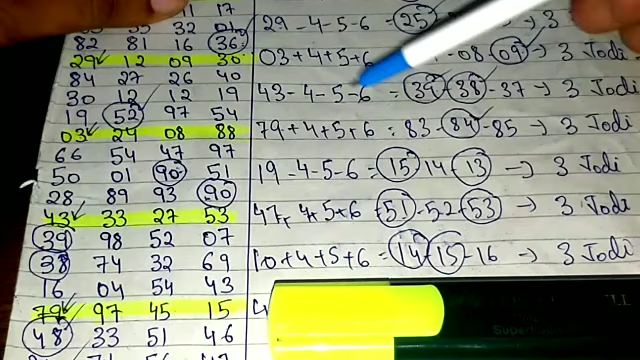 11 17
32 01
82 81 16 36
29 12 09 30
84 27 26 40
30 12 12 19
19 52 97 54
03 24 08 88
66 54 47 97
50 01 90 51
28 89 93 90
43 33 27 53
39 98 52 07
38 74 32 69
16 04 54 43
79 97 45 15
48 33 51 46
29-4-5-6 = 25 → 3
03+4+5+6 -08-09 → 3 Jodi
43-4-5-6 = 39-38-37 → 3 Jodi
79+4+5+6 = 83-84-85 → 3 Jodi
19-4-5-6 = 15 14-13 → 3 Jodi
47+4+5+6 = 51-52-53 → 3 Jodi
10+4+5+6 = 14-15-16 → 3 Jodi